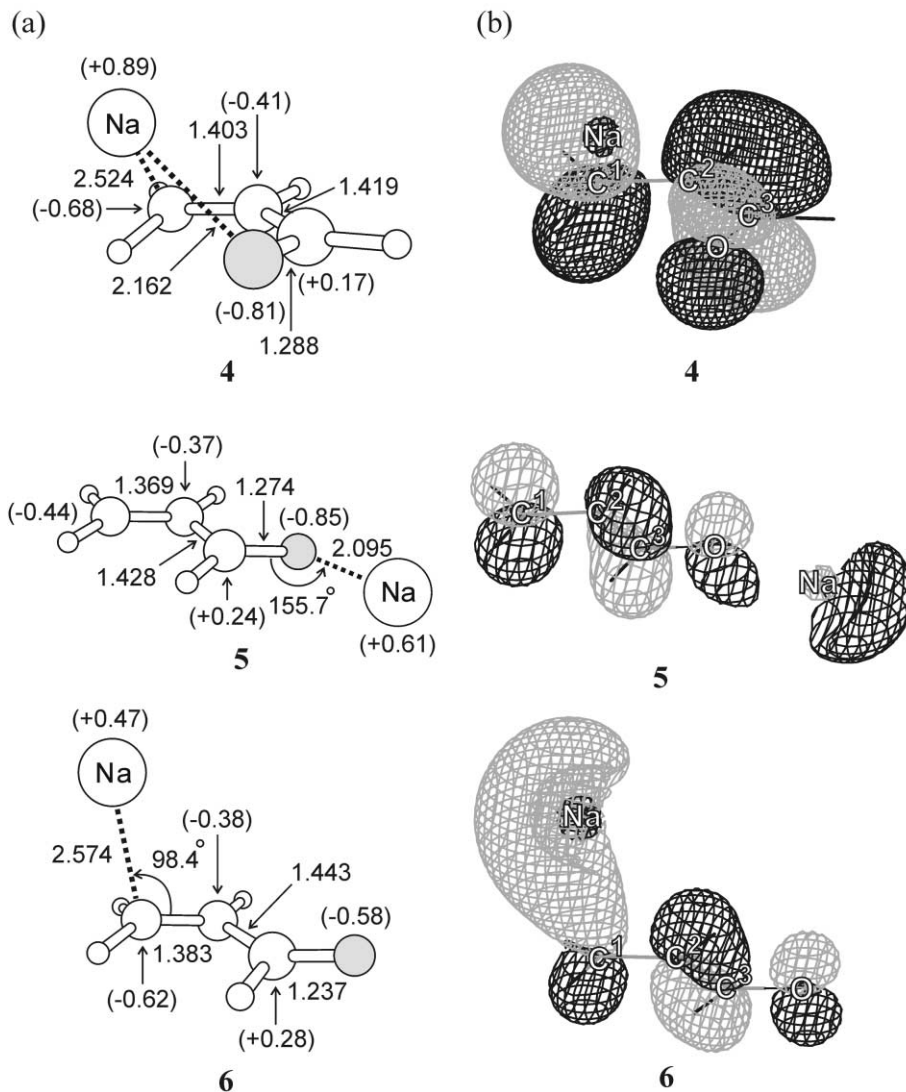 (a)
(b)
(+0.89)
Na
(-0.41)
1.403
2.524
1.419
(-0.68)
2.162
(-0.81)
(+0.17)
1.288
4
Na
C1
C2
C3
O
4
(-0.37)
1.369
1.274
(-0.44)
(-0.85)
2.095
1.428
155.7°
Na
(+0.24)
(+0.61)
5
C1
C2
C3
O
Na
5
(+0.47)
Na
(-0.38)
2.574
98.4°
1.443
(-0.58)
1.383
(-0.62)
1.237
(+0.28)
6
Na
C1
C2
C3
O
6